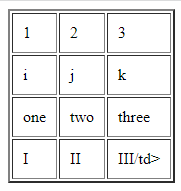 1 2 3
i j k
one two three
I II III/td>